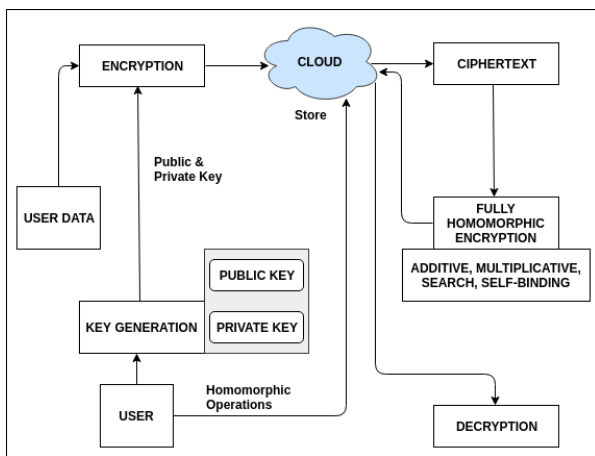 ENCRYPTION
CLOUD
CIPHERTEXT
Store
Public &
Private Key
USER DATA
FULLY
HOMOMORPHIC
ENCRYPTION
ADDITIVE, MULTIPLICATIVE,
SEARCH, SELF-BINDING
PUBLIC KEY
KEY GENERATION
PRIVATE KEY
Homomorphic
Operations
USER
DECRYPTION